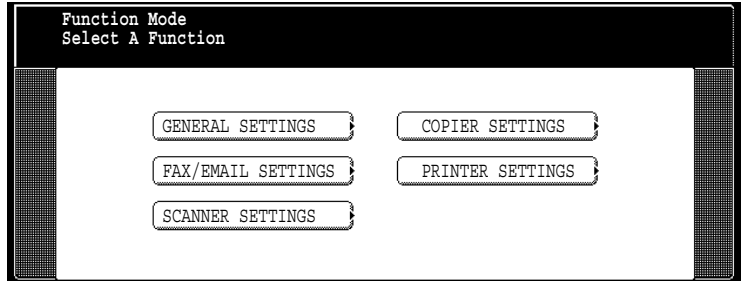 Function Mode
Select A Function
GENERAL SETTINGS
COPIER SETTINGS
FAX/EMAIL SETTINGS
PRINTER SETTINGS
SCANNER SETTINGS